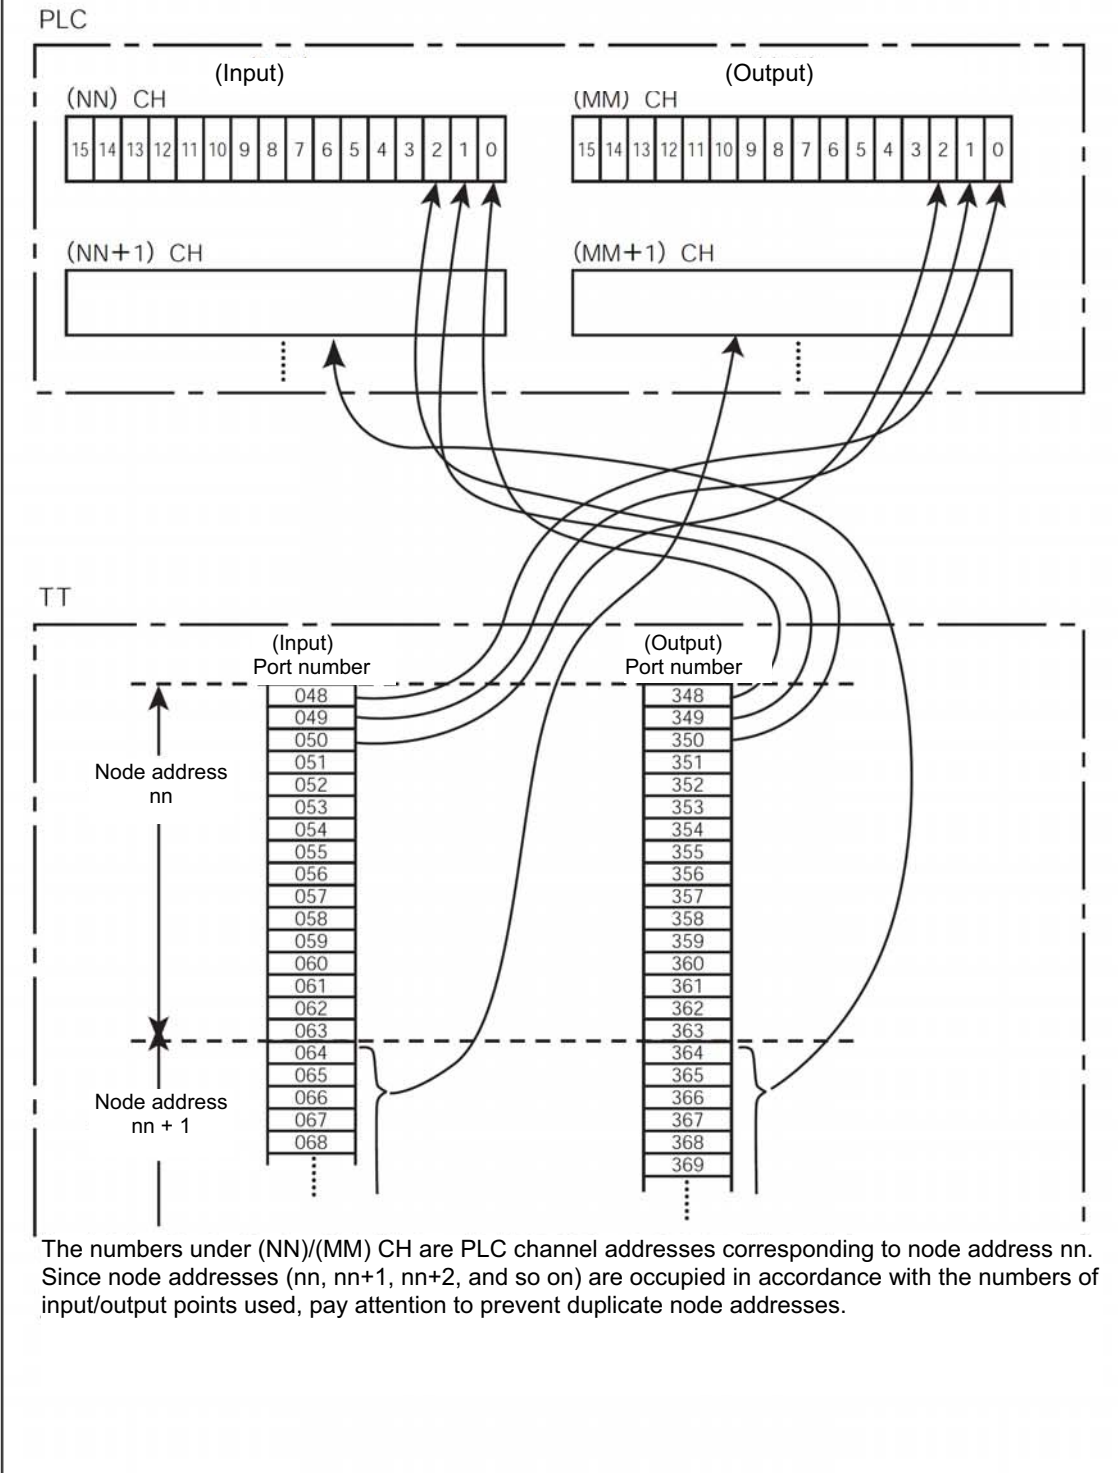 PLC
(Input) (Output)
(NN) CH (MM) CH
15 14 13 12 11 10 9 8 7 6 5 4 3 2 1 0 15 14 13 12 11 10 9 8 7 6 5 4 3 2 1 0
(NN+1) CH (MM+1) CH
TT
(Input) (Output)
Port number Port number
048 348
049 349
050 350
051 351
Node address
nn
052 352
053 353
054 354
055 355
056 356
057 357
058 358
059 359
060 360
061 361
062 362
063 363
064 364
065 365
Node address
nn + 1
066 366
067 367
068 368
369
The numbers under (NN)/(MM) CH are PLC channel addresses corresponding to node address nn.
Since node addresses (nn, nn+1, nn+2, and so on) are occupied in accordance with the numbers of
input/output points used, pay attention to prevent duplicate node addresses.